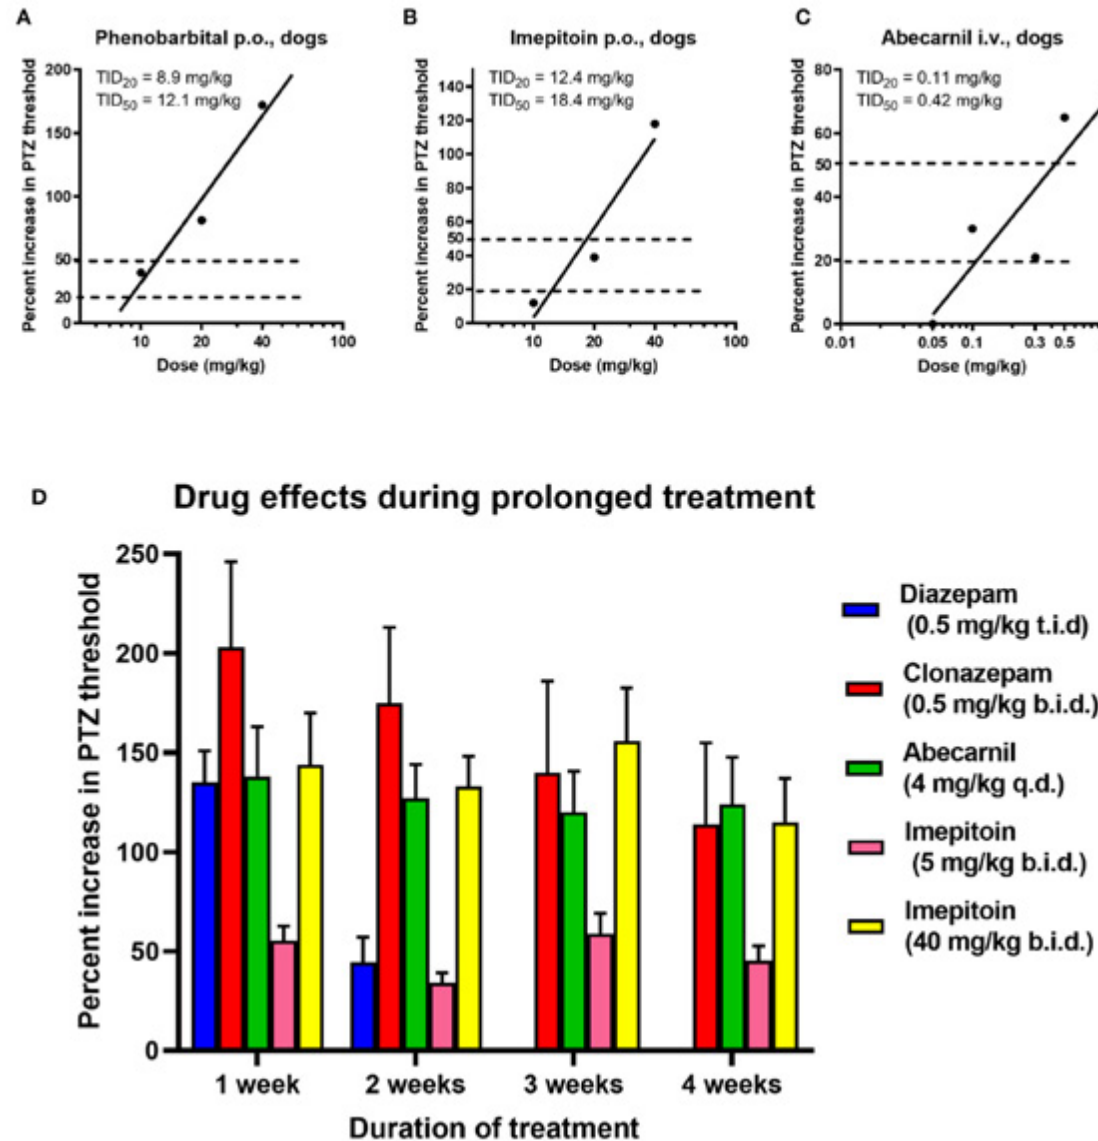 A
Phenobarbital p.o., dogs
TID20 = 8.9 mg/kg
TID50 = 12.1 mg/kg
Percent increase in PTZ threshold
200
150
100
50
20
0
10 20 40 100
Dose (mg/kg)
B
Imepitoin p.o., dogs
TID20 = 12.4 mg/kg
TID50 = 18.4 mg/kg
Percent increase in PTZ threshold
140
120
100
80
60
50
40
20
0
10 20 40 100
Dose (mg/kg)
C
Abecarnil i.v., dogs
TID20 = 0.11 mg/kg
TID50 = 0.42 mg/kg
Percent increase in PTZ threshold
80
60
50
40
20
0
0.01 0.05 0.1 0.3 0.5
Dose (mg/kg)
D
Drug effects during prolonged treatment
Percent increase in PTZ threshold
250
200
150
100
50
0
1 week 2 weeks 3 weeks 4 weeks
Duration of treatment
Diazepam
(0.5 mg/kg t.i.d)
Clonazepam
(0.5 mg/kg b.i.d.)
Abecarnil
(4 mg/kg q.d.)
Imepitoin
(5 mg/kg b.i.d.)
Imepitoin
(40 mg/kg b.i.d.)